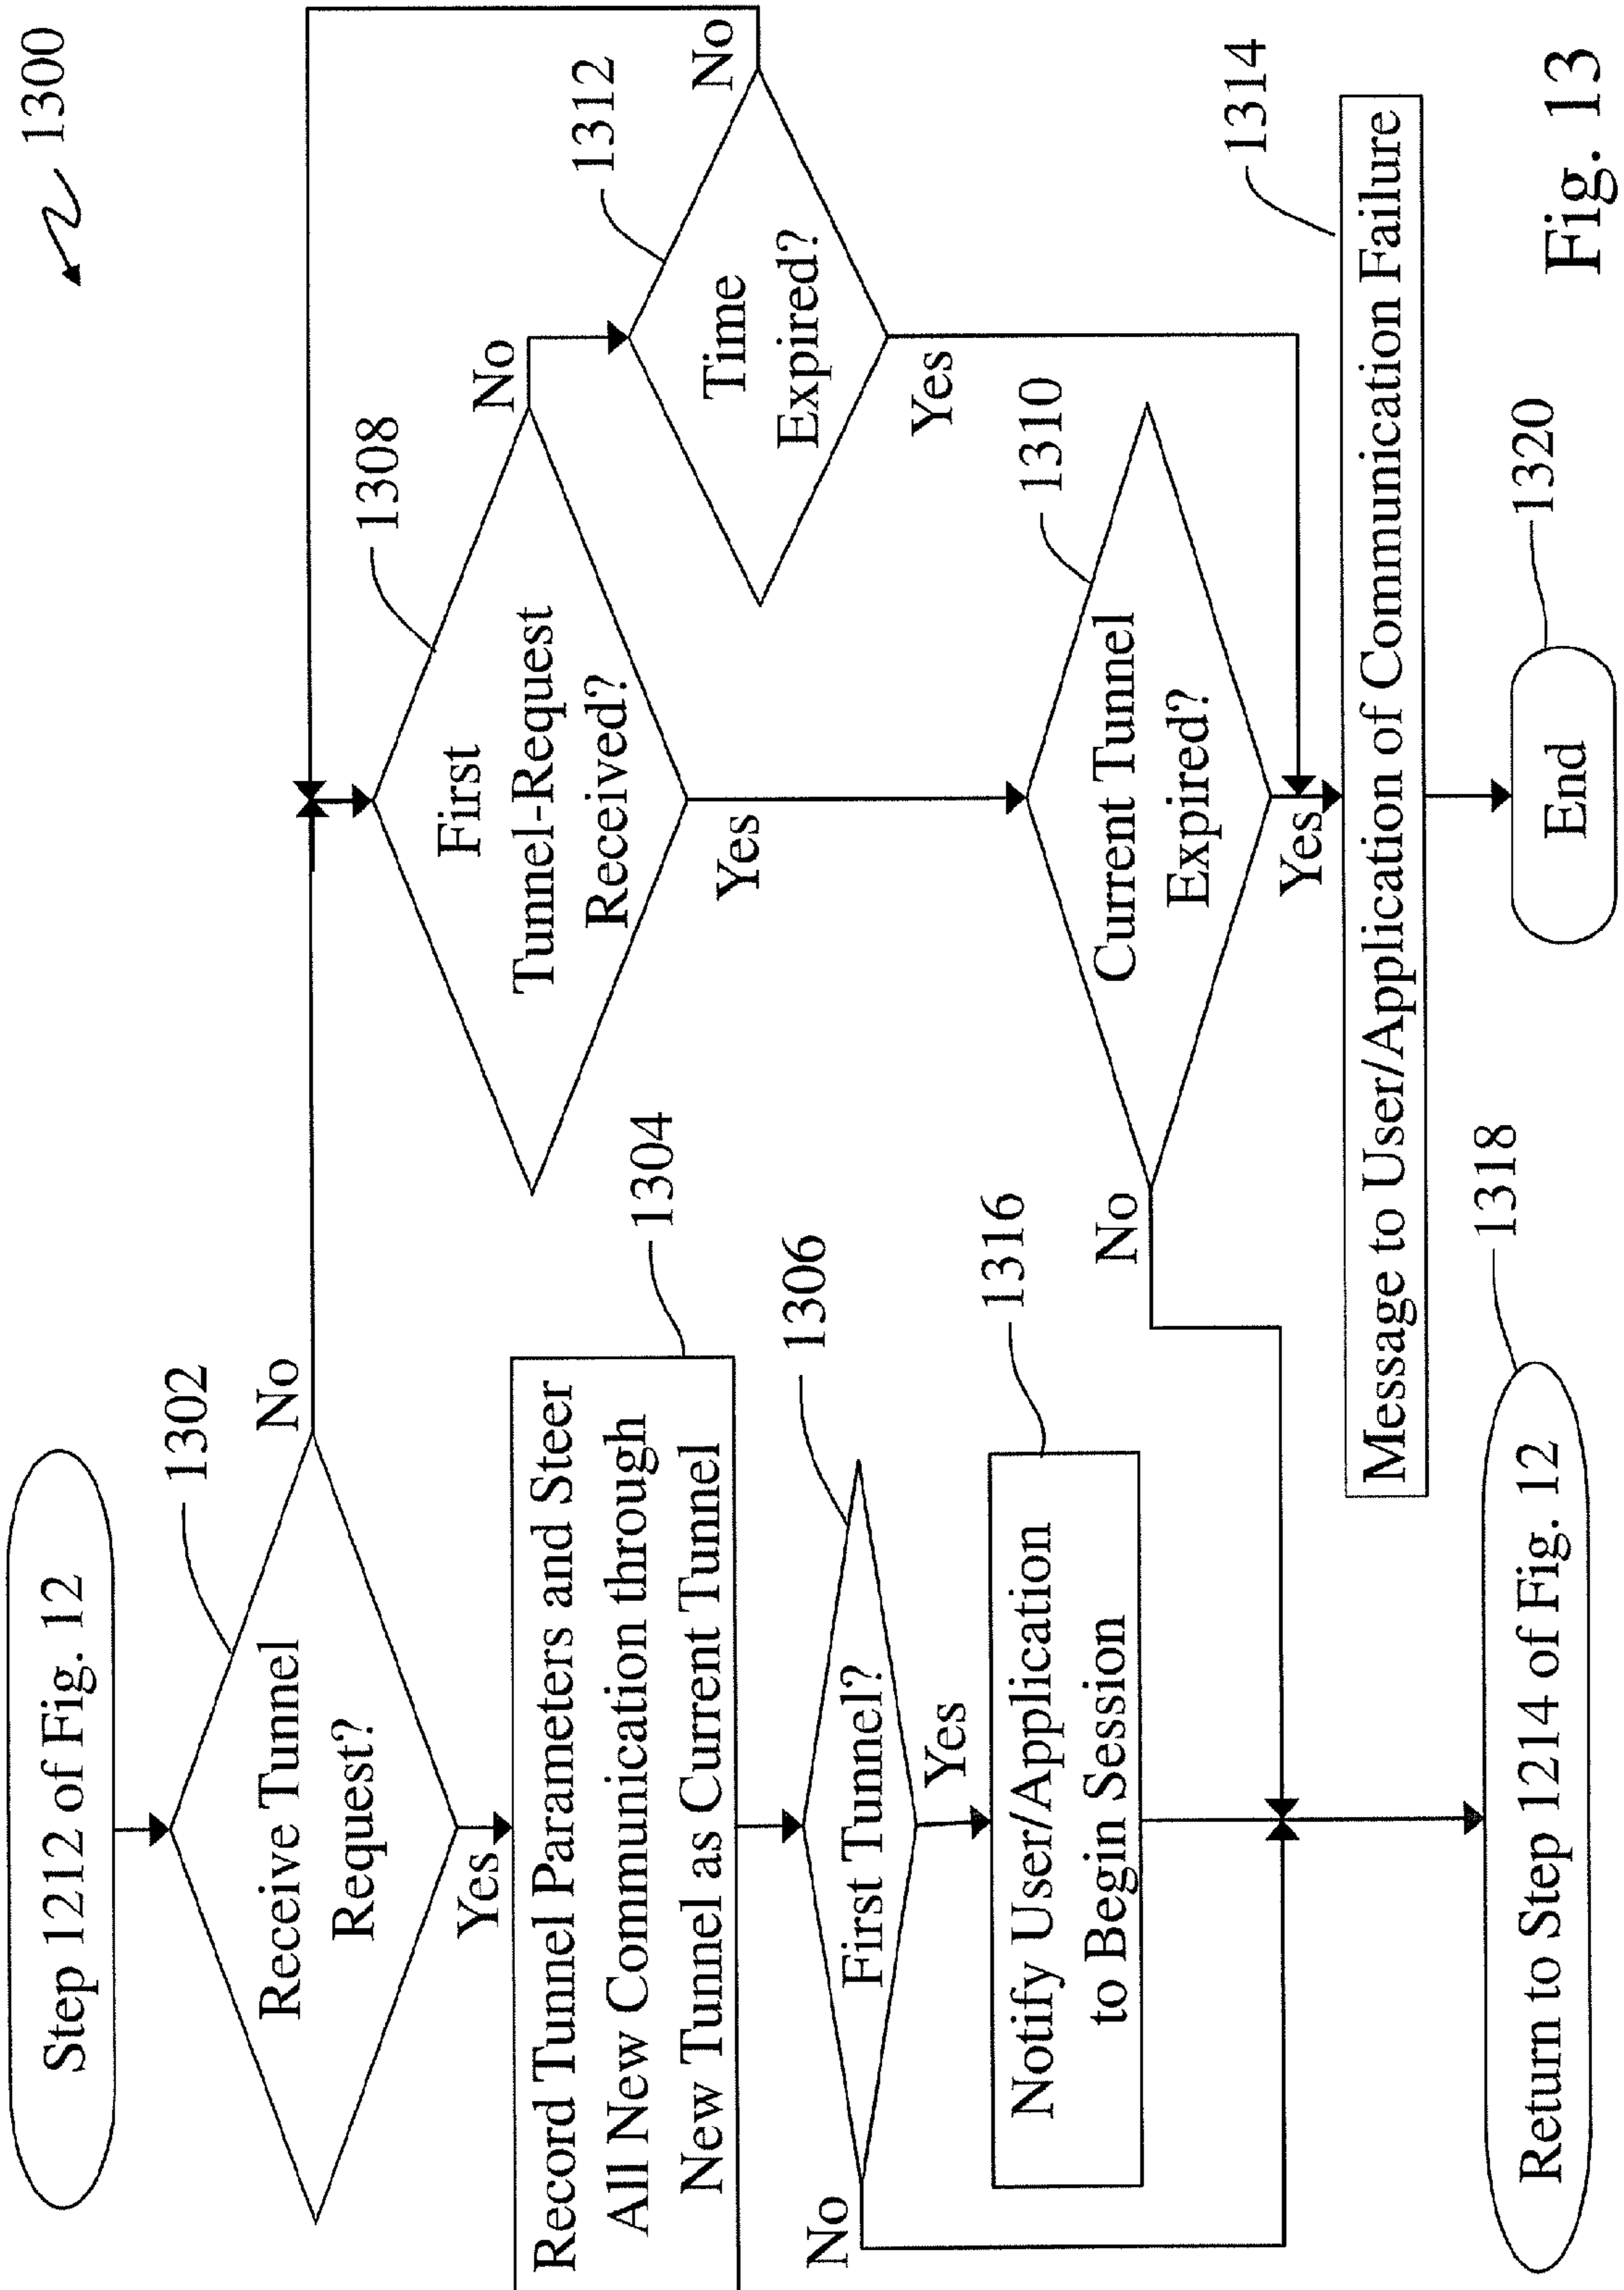 1300
Step 1212 of Fig. 12
1302
Receive Tunnel
Request?
No
Yes
1308
First
Tunnel-Request
Received?
No
Yes
1312
Time
Expired?
No
Yes
1304
Record Tunnel Parameters and Steer
All New Communication through
New Tunnel as Current Tunnel
1306
First Tunnel?
No
Yes
1310
Current Tunnel
Expired?
No
Yes
1316
Notify User/Application
to Begin Session
1314
Message to User/Application of Communication Failure
1318
Return to Step 1214 of Fig. 12
1320
End
Fig. 13